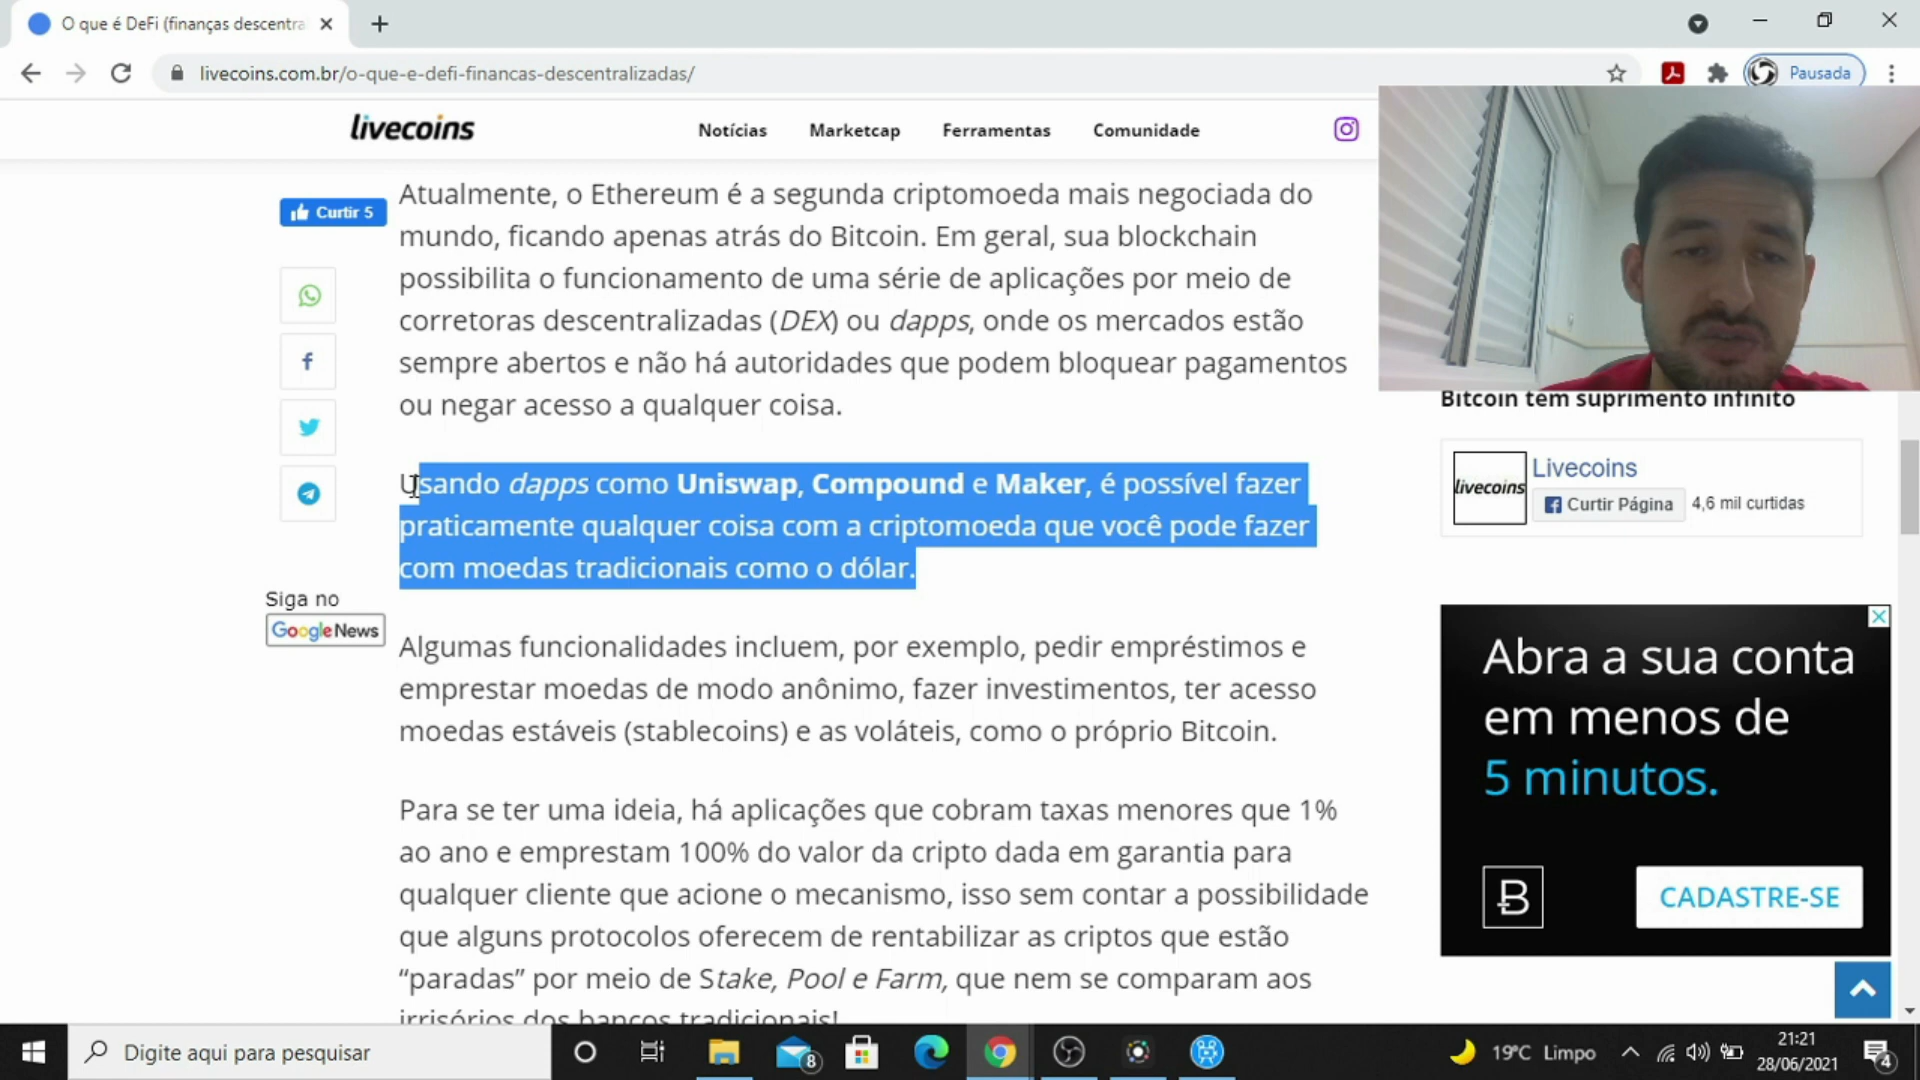 O que é DeFi (finanças descentra
livecoins.com.br/o-que-e-defi-financas-descentralizadas/
Pausada
livecoins
Notícias Marketcap Ferramentas Comunidade
Curtir 5
Atualmente, o Ethereum é a segunda criptomoeda mais negociada do
mundo, ficando apenas atrás do Bitcoin. Em geral, sua blockchain
possibilita o funcionamento de uma série de aplicações por meio de
corretoras descentralizadas (DEX) ou dapps, onde os mercados estão
sempre abertos e não há autoridades que podem bloquear pagamentos
ou negar acesso a qualquer coisa.
Usando dapps como Uniswap, Compound e Maker, é possível fazer
praticamente qualquer coisa com a criptomoeda que você pode fazer
com moedas tradicionais como o dólar.
Siga no
Google News
Algumas funcionalidades incluem, por exemplo, pedir empréstimos e
emprestar moedas de modo anônimo, fazer investimentos, ter acesso
moedas estáveis (stablecoins) e as voláteis, como o próprio Bitcoin.
Para se ter uma ideia, há aplicações que cobram taxas menores que 1%
ao ano e emprestam 100% do valor da cripto dada em garantia para
qualquer cliente que acione o mecanismo, isso sem contar a possibilidade
que alguns protocolos oferecem de rentabilizar as criptos que estão
“paradas” por meio de Stake, Pool e Farm, que nem se comparam aos
irrisórios dos bancos tradicionais!
Bitcoin tem suprimento infinito
livecoins
Livecoins
Curtir Página 4,6 mil curtidas
Abra a sua conta
em menos de
5 minutos.
CADASTRE-SE
Digite aqui para pesquisar
8
19°C Limpo
21:21
28/06/2021
4